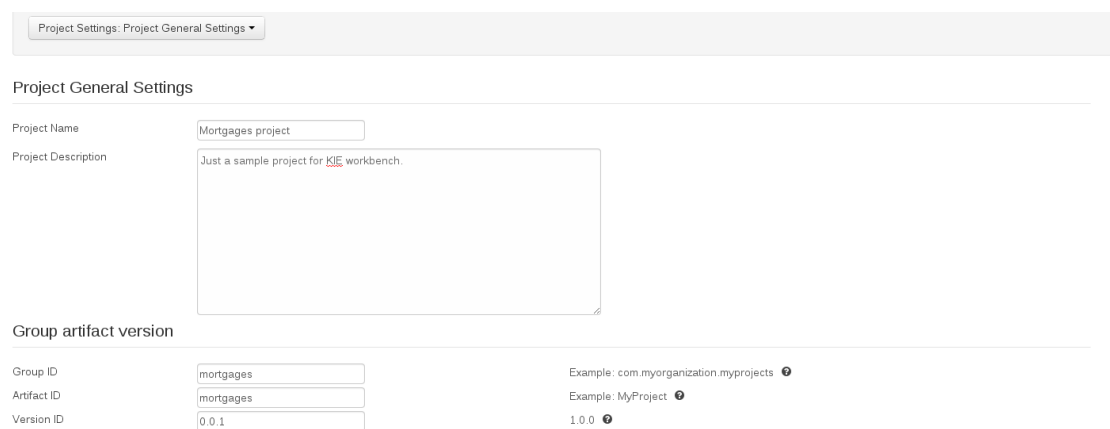 Project Settings: Project General Settings
Project General Settings
Project Name Mortgages project
Project Description Just a sample project for KIE workbench.
Group artifact version
Group ID mortgages Example: com.myorganization.myprojects
Artifact ID mortgages Example: MyProject
Version ID 0.0.1 1.0.0